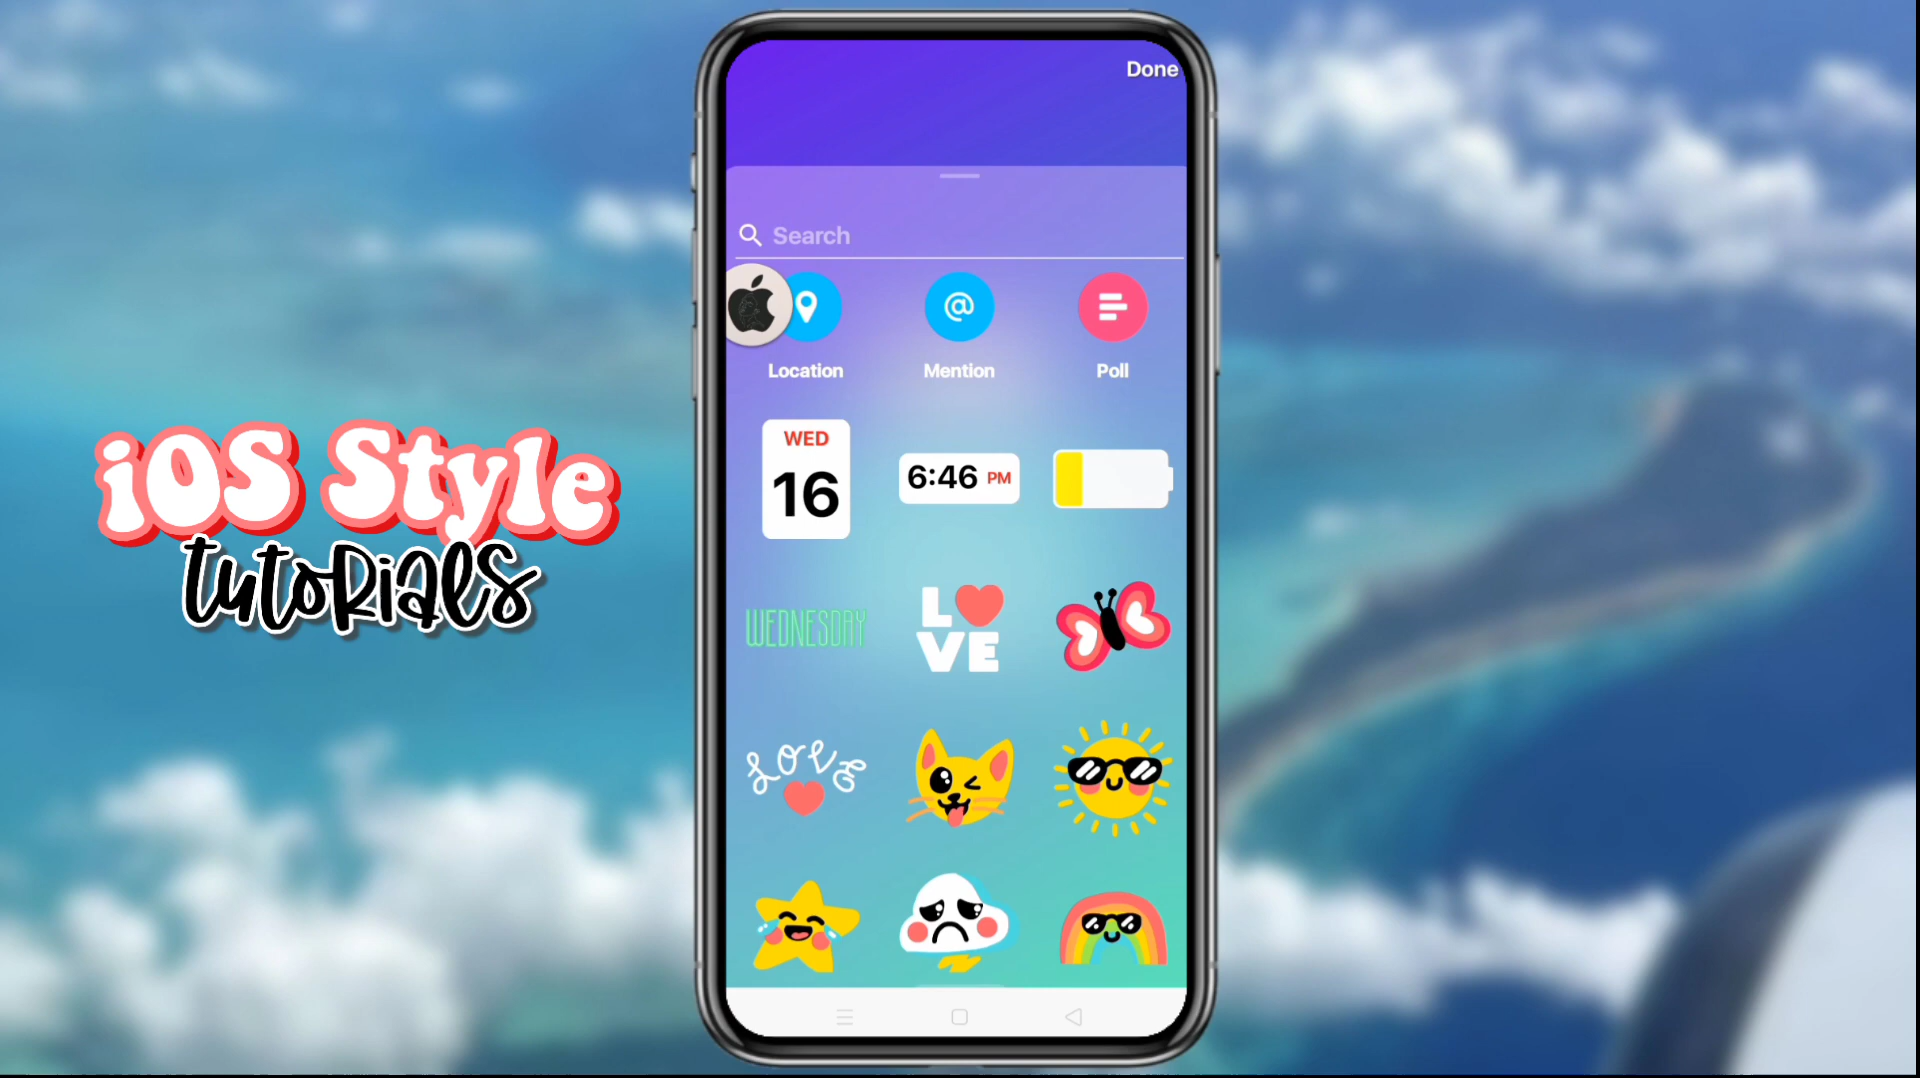 Done
Search
@
Location
Mention
Poll
WED
16
6:46 PM
WEDNESDAY
LOVE
LOVE
iOS Style
tutoRials